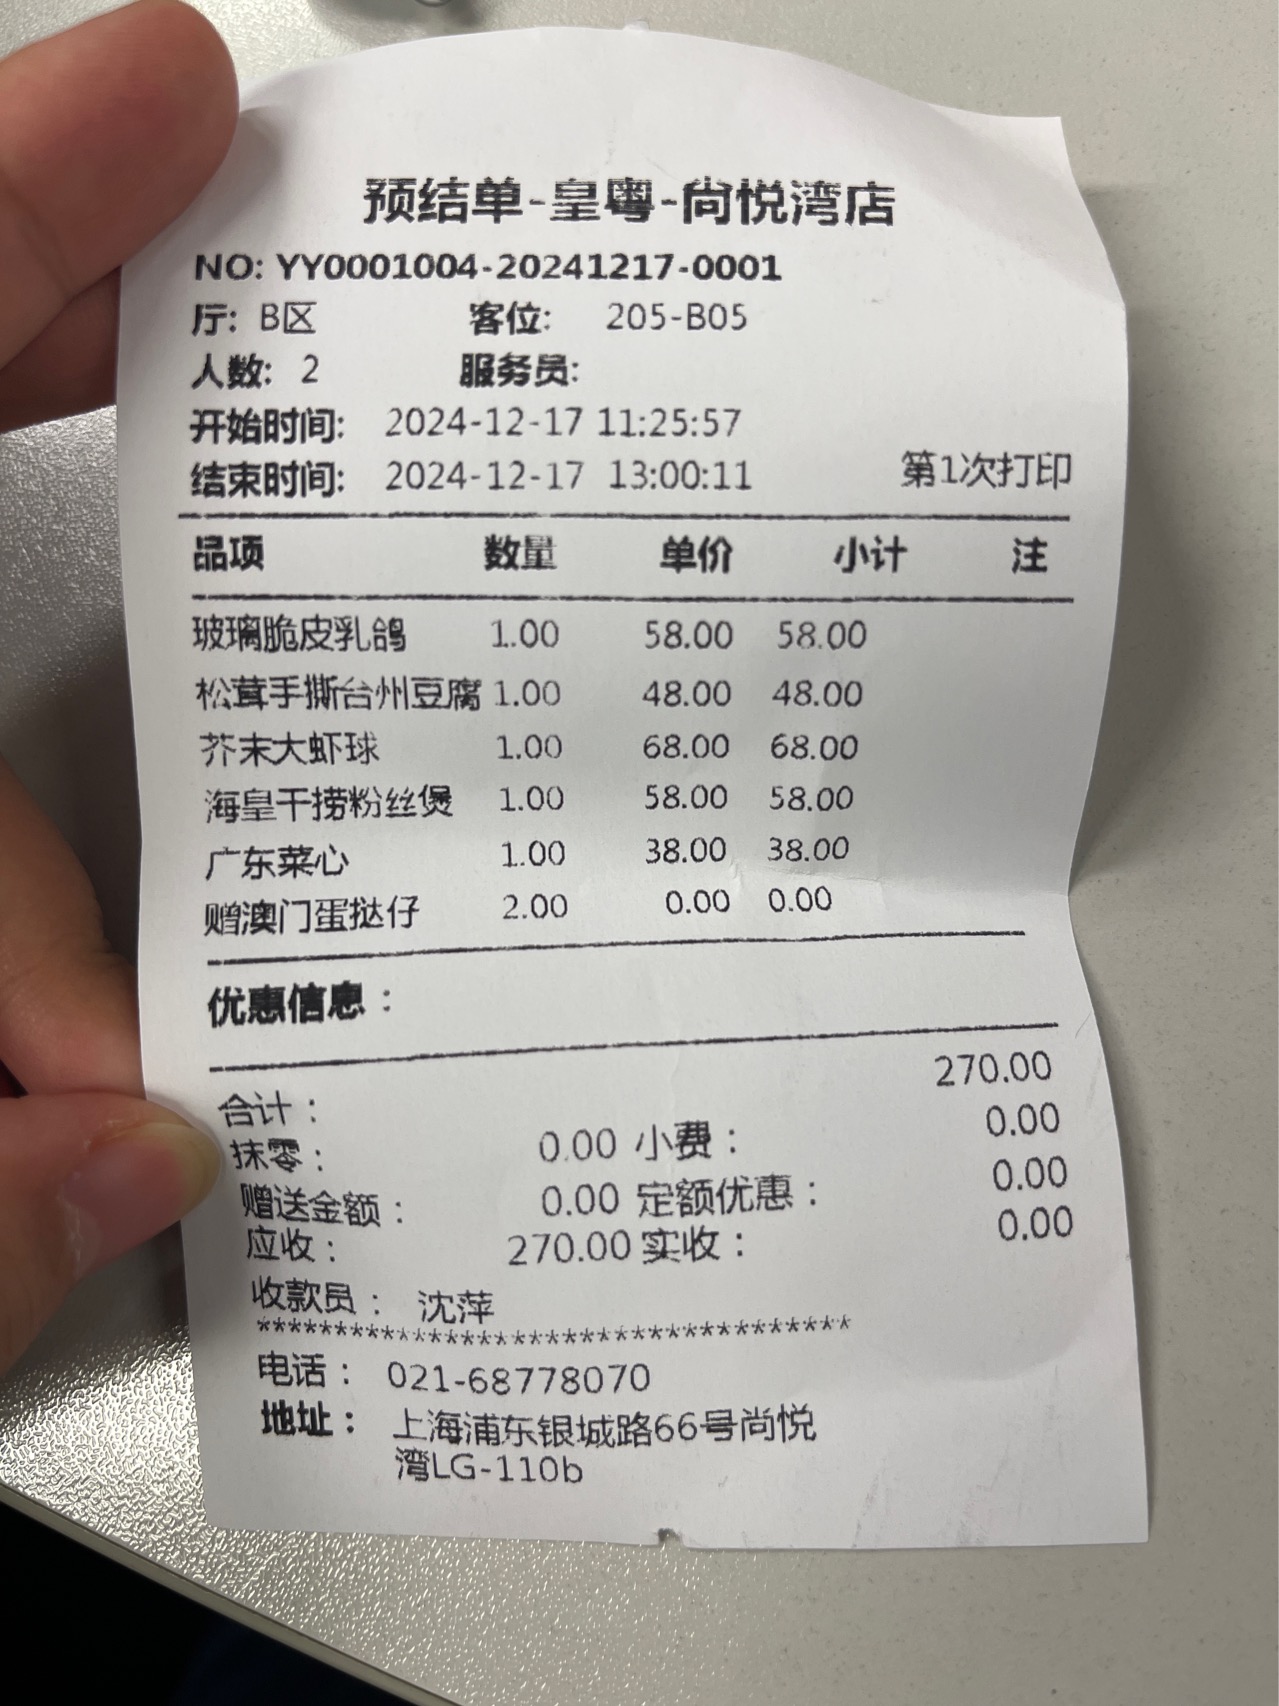 预结单-皇粤-尚悦湾店
NO: YY0001004-20241217-0001
厅: B区 客位: 205-B05
人数: 2 服务员:
开始时间: 2024-12-17 11:25:57
结束时间: 2024-12-17 13:00:11 第1次打印
品项 数量 单价 小计 注
玻璃脆皮乳鸽 1.00 58.00 58.00
松茸手撕台州豆腐 1.00 48.00 48.00
芥末大虾球 1.00 68.00 68.00
海皇干捞粉丝煲 1.00 58.00 58.00
广东菜心 1.00 38.00 38.00
赠澳门蛋挞仔 2.00 0.00 0.00
优惠信息：
合计： 270.00
抹零： 0.00 小费： 0.00
赠送金额： 0.00 定额优惠： 0.00
应收： 270.00 实收： 0.00
收款员： 沈萍
**************************************
电话： 021-68778070
地址： 上海浦东银城路66号尚悦
湾LG-110b